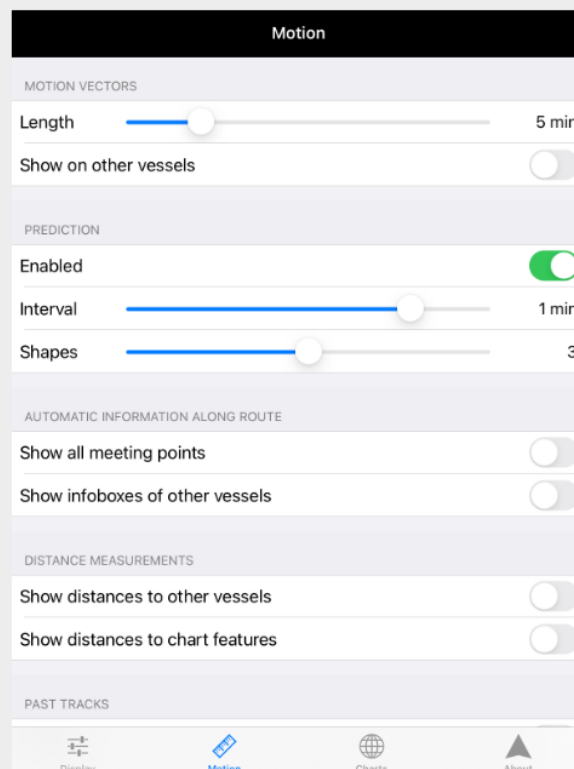 Motion
MOTION VECTORS
Length 5 min
Show on other vessels
PREDICTION
Enabled
Interval 1 min
Shapes 3
AUTOMATIC INFORMATION ALONG ROUTE
Show all meeting points
Show infoboxes of other vessels
DISTANCE MEASUREMENTS
Show distances to other vessels
Show distances to chart features
PAST TRACKS
Display Motion Charts About